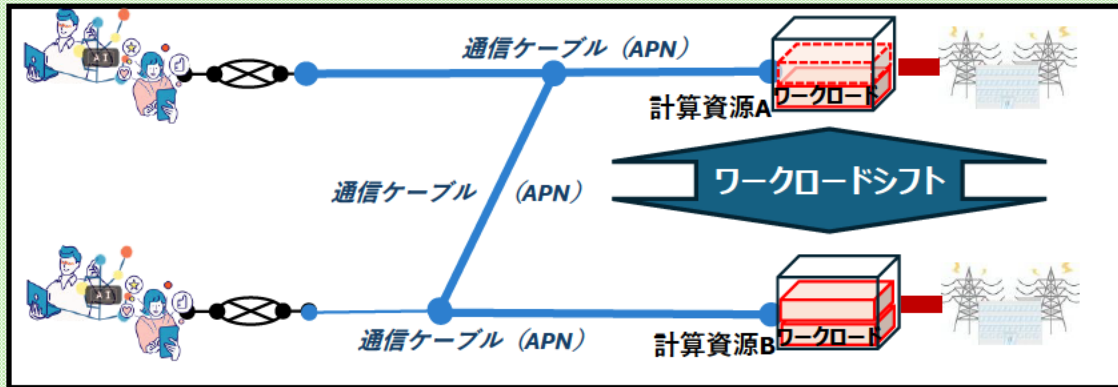 通信ケーブル（APN）
AI
ワークロード
計算資源A
ワークロードシフト
通信ケーブル （APN）
AI
通信ケーブル（APN）
計算資源B
ワークロード